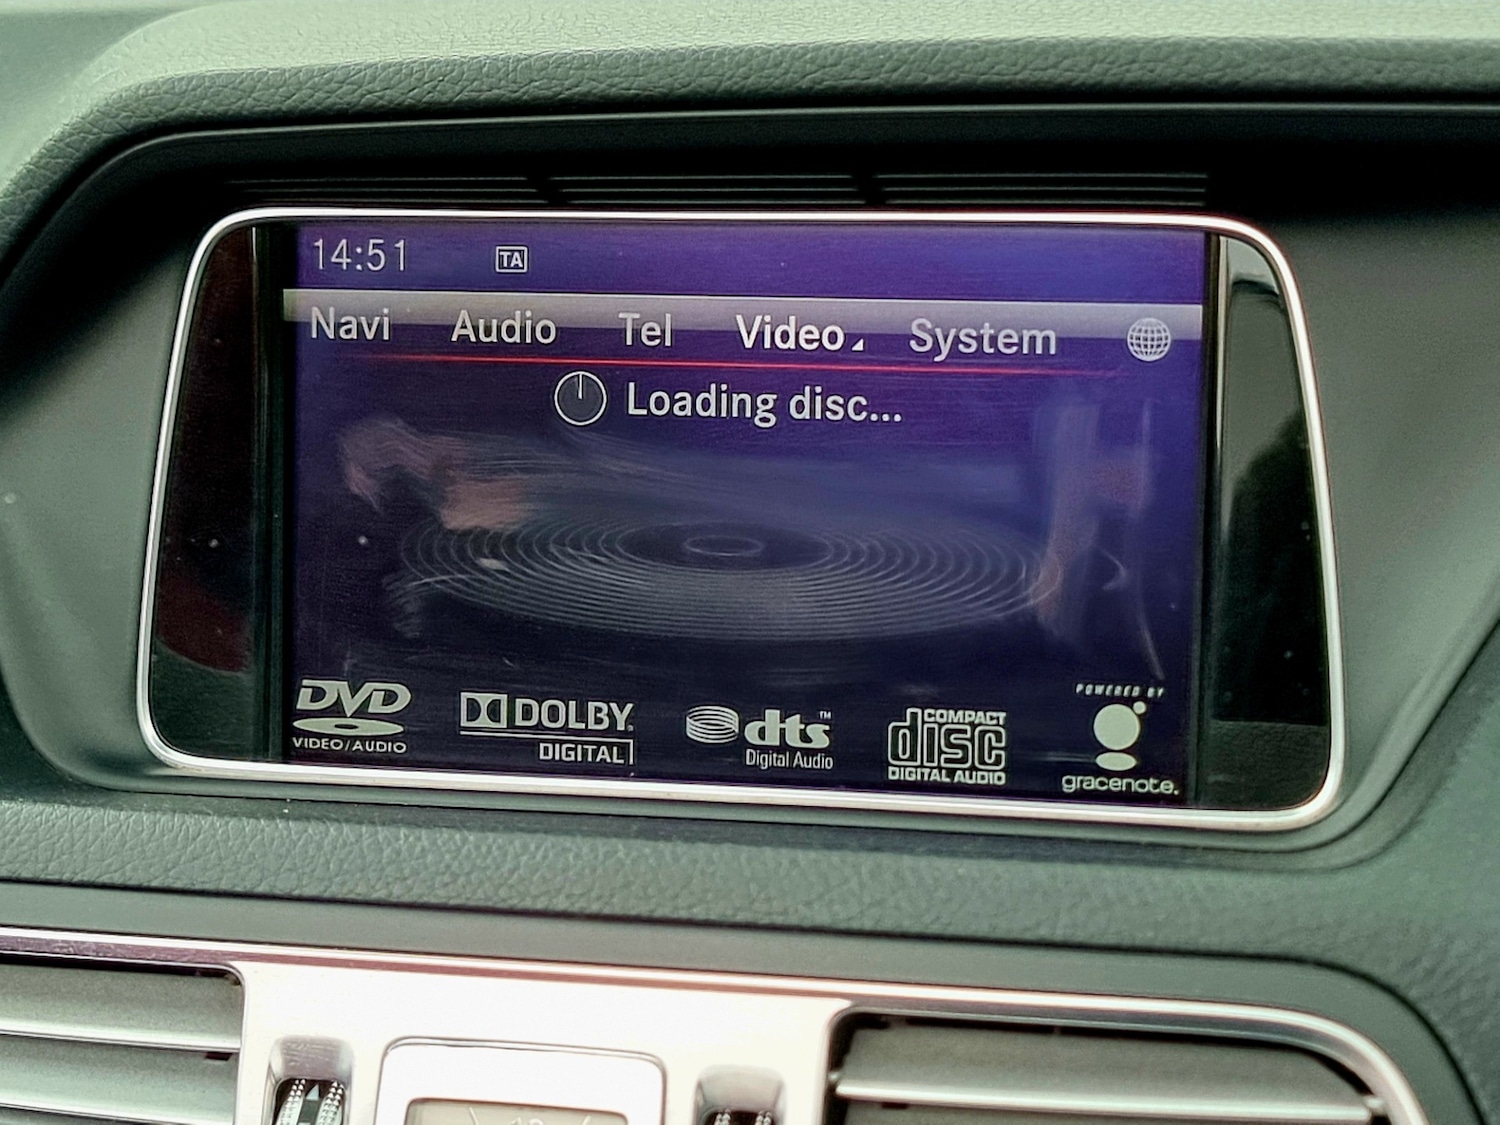 14:51 TA
Navi Audio Tel Video System
Loading disc...
DVD
VIDEO/AUDIO
DOLBY
DIGITAL
dts™
Digital Audio
COMPACT
disc
DIGITAL AUDIO
POWERED BY
gracenote.